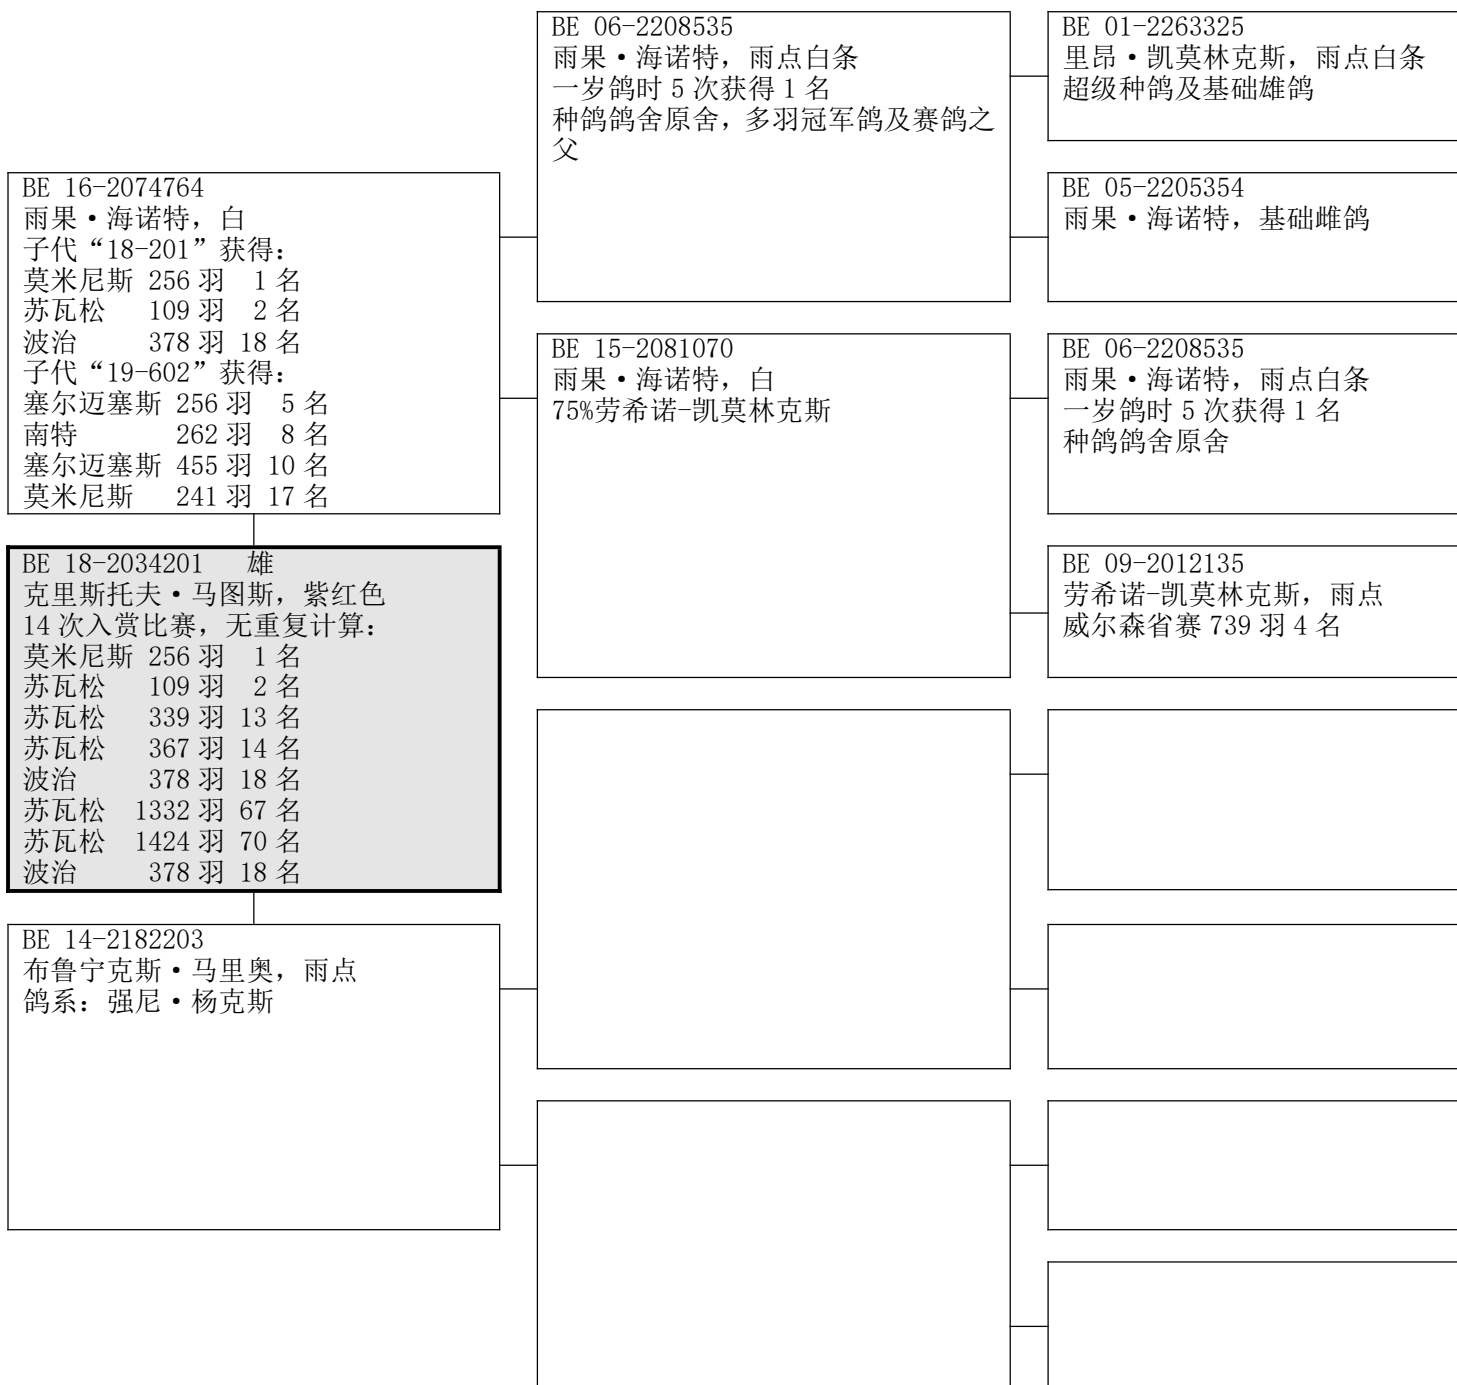 BE 16-2074764
雨果·海诺特，白
子代“18-201”获得：
莫米尼斯 256 羽 1 名
苏瓦松 109 羽 2 名
波治 378 羽 18 名
子代“19-602”获得：
塞尔迈塞斯 256 羽 5 名
南特 262 羽 8 名
塞尔迈塞斯 455 羽 10 名
莫米尼斯 241 羽 17 名
BE 18-2034201 雄
克里斯托夫·马图斯，紫红色
14 次入赏比赛，无重复计算：
莫米尼斯 256 羽 1 名
苏瓦松 109 羽 2 名
苏瓦松 339 羽 13 名
苏瓦松 367 羽 14 名
波治 378 羽 18 名
苏瓦松 1332 羽 67 名
苏瓦松 1424 羽 70 名
波治 378 羽 18 名
BE 14-2182203
布鲁宁克斯·马里奥，雨点
鸽系：强尼·杨克斯
BE 06-2208535
雨果·海诺特，雨点白条
一岁鸽时 5 次获得 1 名
种鸽鸽舍原舍，多羽冠军鸽及赛鸽之
父
BE 15-2081070
雨果·海诺特，白
75%劳希诺-凯莫林克斯
BE 01-2263325
里昂·凯莫林克斯，雨点白条
超级种鸽及基础雄鸽
BE 05-2205354
雨果·海诺特，基础雌鸽
BE 06-2208535
雨果·海诺特，雨点白条
一岁鸽时 5 次获得 1 名
种鸽鸽舍原舍
BE 09-2012135
劳希诺-凯莫林克斯，雨点
威尔森省赛 739 羽 4 名